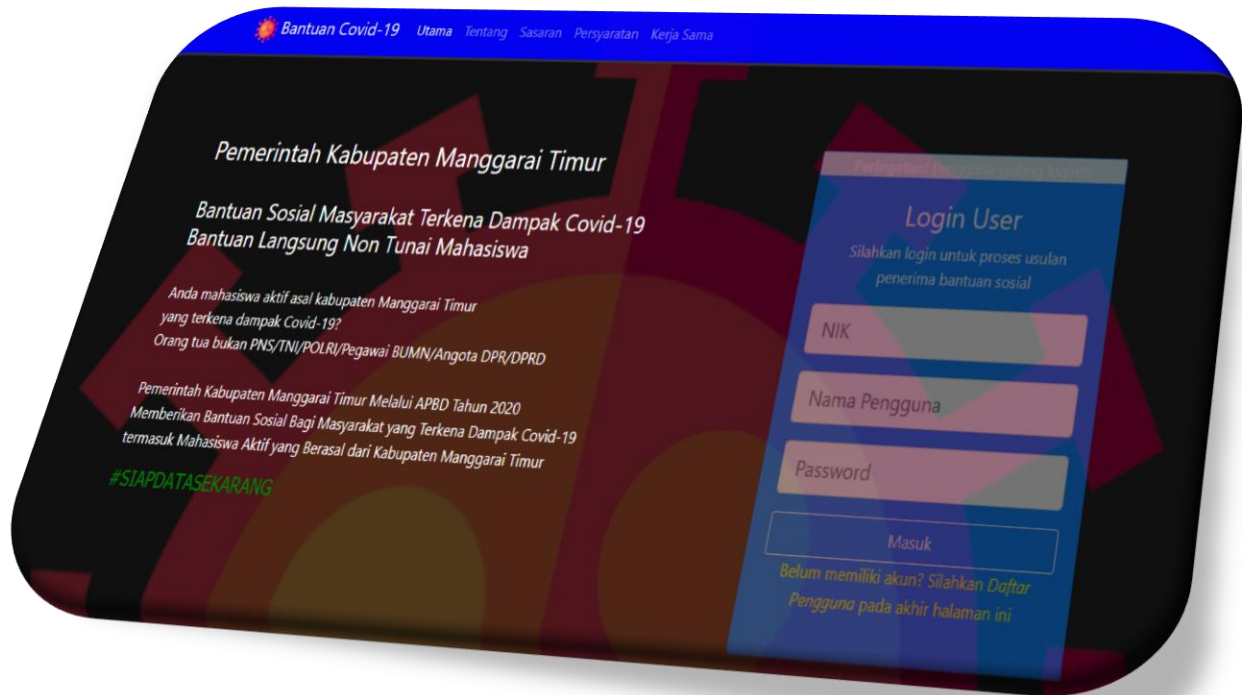 Bantuan Covid-19 Utama Tentang Sasaran Persyaratan Kerja Sama
Pemerintah Kabupaten Manggarai Timur
Bantuan Sosial Masyarakat Terkena Dampak Covid-19
Bantuan Langsung Non Tunai Mahasiswa
Anda mahasiswa aktif asal kabupaten Manggarai Timur
yang terkena dampak Covid-19?
Orang tua bukan PNS/TNI/POLRI/Pegawai BUMN/Angota DPR/DPRD
Pemerintah Kabupaten Manggarai Timur Melalui APBD Tahun 2020
Memberikan Bantuan Sosial Bagi Masyarakat yang Terkena Dampak Covid-19
termasuk Mahasiswa Aktif yang Berasal dari Kabupaten Manggarai Timur
#SIAPDATASEKARANG
Peringatan! Pengguna sedang login!!!
Login User
Silahkan login untuk proses usulan
penerima bantuan sosial
NIK
Nama Pengguna
Password
Masuk
Belum memiliki akun? Silahkan Daftar
Pengguna pada akhir halaman ini